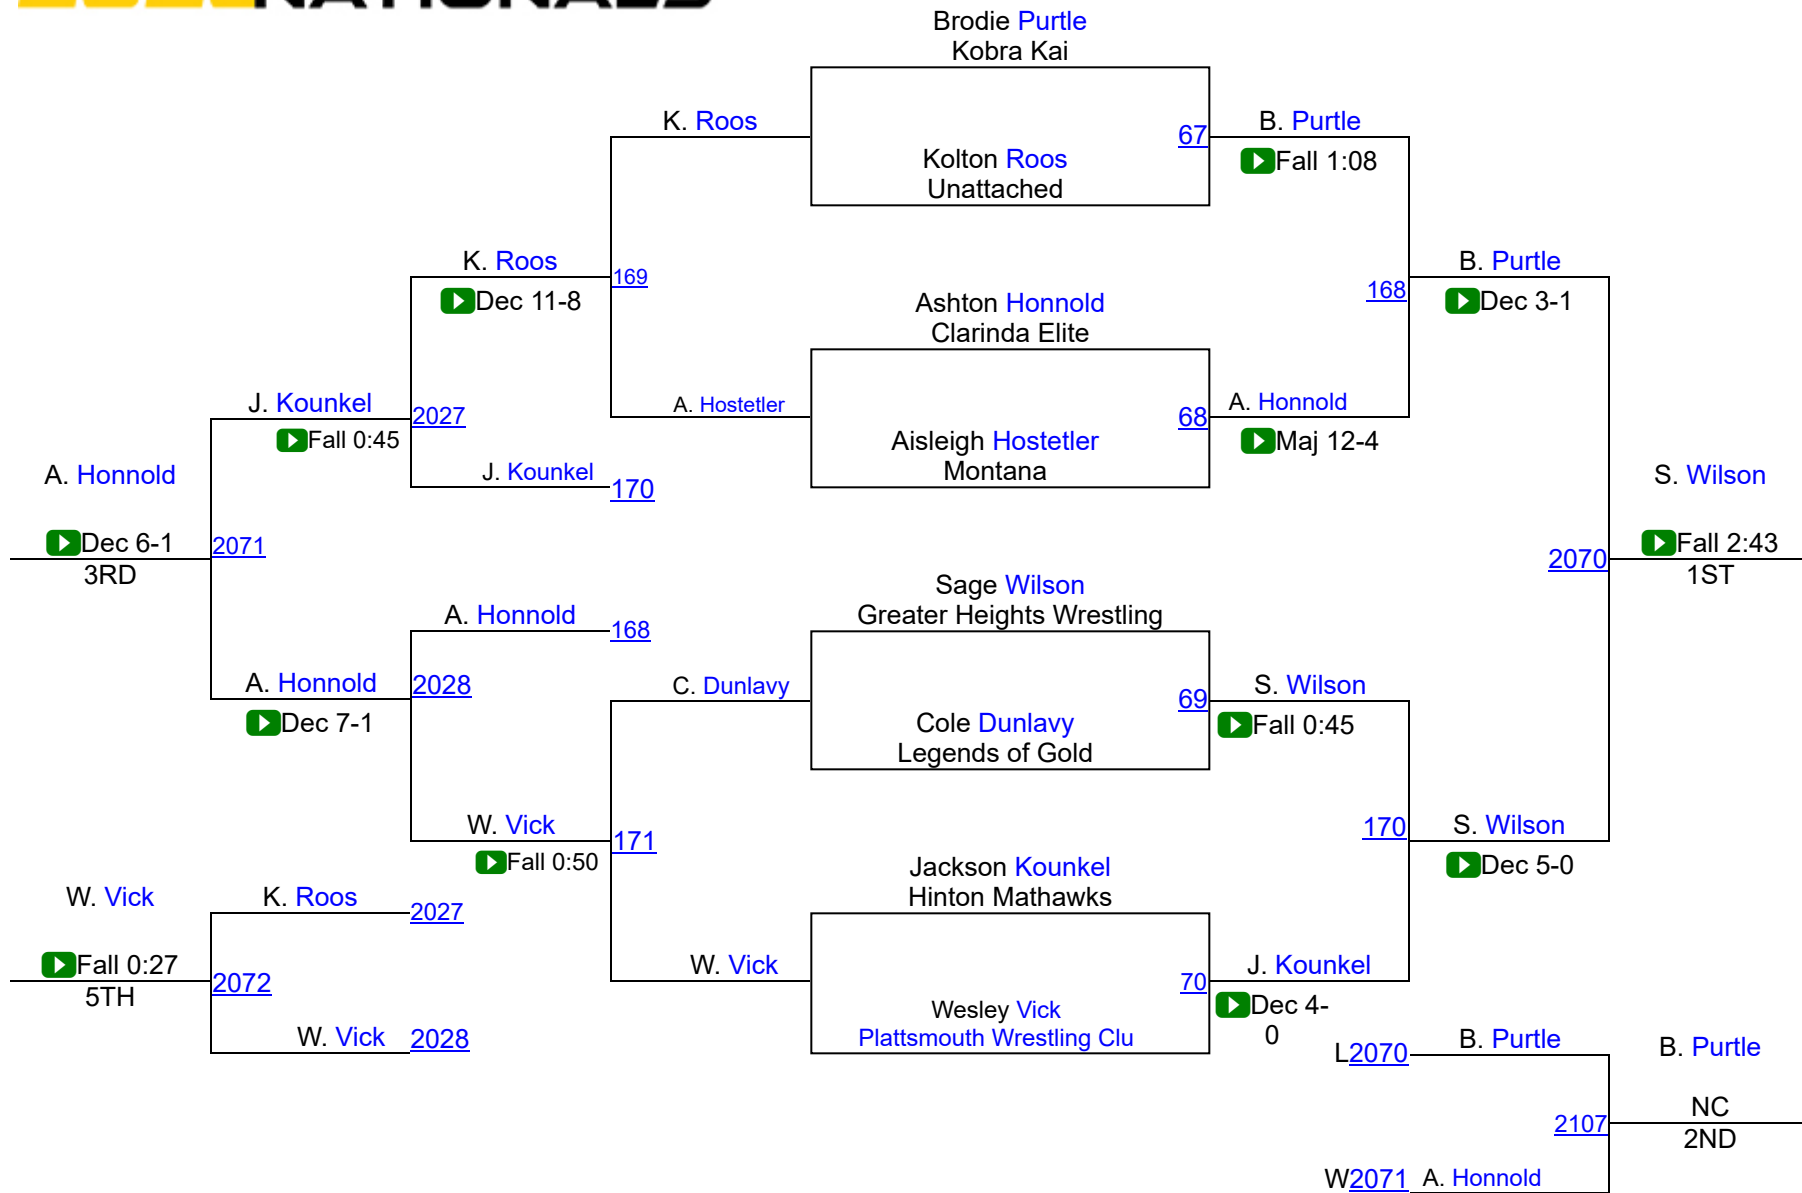 NATIONALS
Brodie Purtle
Kobra Kai
K. Roos
67
B. Purtle
Fall 1:08
Kolton Roos
Unattached
K. Roos
Dec 11-8
169
B. Purtle
Dec 3-1
168
Ashton Honnold
Clarinda Elite
J. Kounkel
Fall 0:45
2027
A. Hostetler
68
A. Honnold
Maj 12-4
Aisleigh Hostetler
Montana
J. Kounkel
170
A. Honnold
Dec 6-1
3RD
2071
S. Wilson
Fall 2:43
1ST
2070
Sage Wilson
Greater Heights Wrestling
A. Honnold
168
A. Honnold
Dec 7-1
2028
C. Dunlavy
69
S. Wilson
Fall 0:45
Cole Dunlavy
Legends of Gold
W. Vick
Fall 0:50
171
170
S. Wilson
Dec 5-0
Jackson Kounkel
Hinton Mathawks
W. Vick
Fall 0:27
5TH
K. Roos
2027
2072
W. Vick
2028
W. Vick
70
J. Kounkel
Dec 4-
0
Wesley Vick
Plattsmouth Wrestling Clu
L2070
B. Purtle
B. Purtle
NC
2ND
2107
W2071
A. Honnold